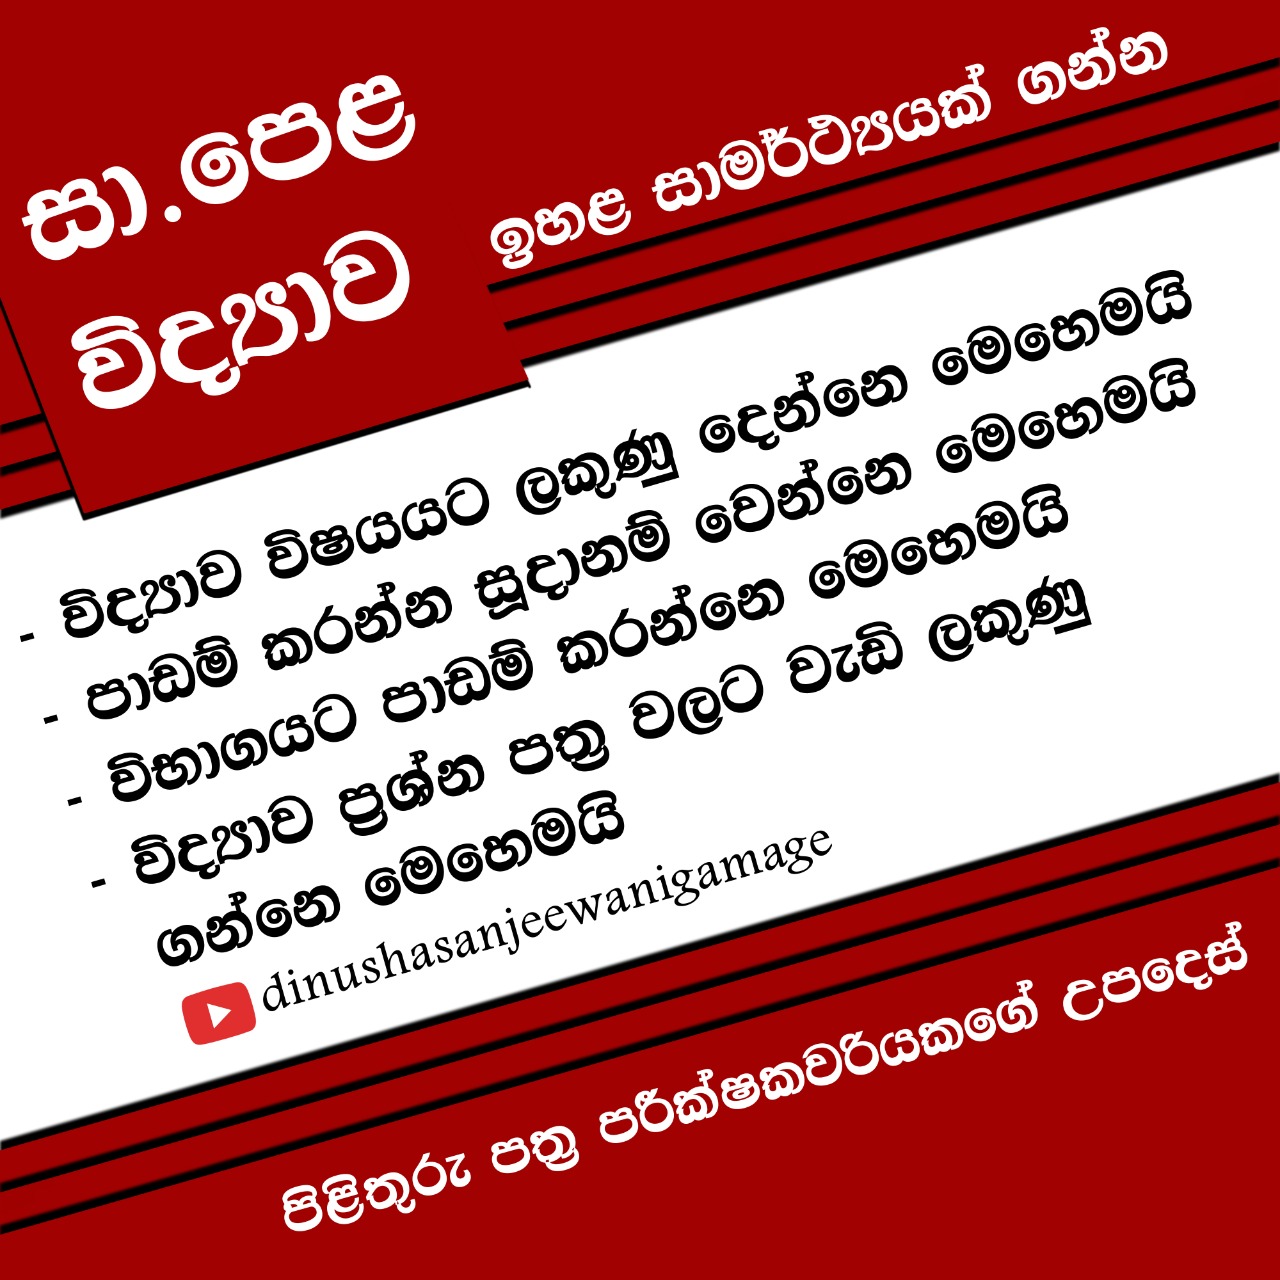 සා.පෙළ
විද්‍යාව
ඉහළ සාමර්ථ්‍යයක් ගන්න
- විද්‍යාව විෂයයට ලකුණු දෙන්නෙ මෙහෙමයි
- පාඩම් කරන්න සූදානම් වෙන්නෙ මෙහෙමයි
- විභාගයට පාඩම් කරන්නෙ මෙහෙමයි
- විද්‍යාව ප්‍රශ්න පත්‍ර වලට වැඩි ලකුණු
ගන්නෙ මෙහෙමයි
dinushasanjeewanigamage
පිළිතුරු පත්‍ර පරීක්ෂකවරියකගේ උපදෙස්